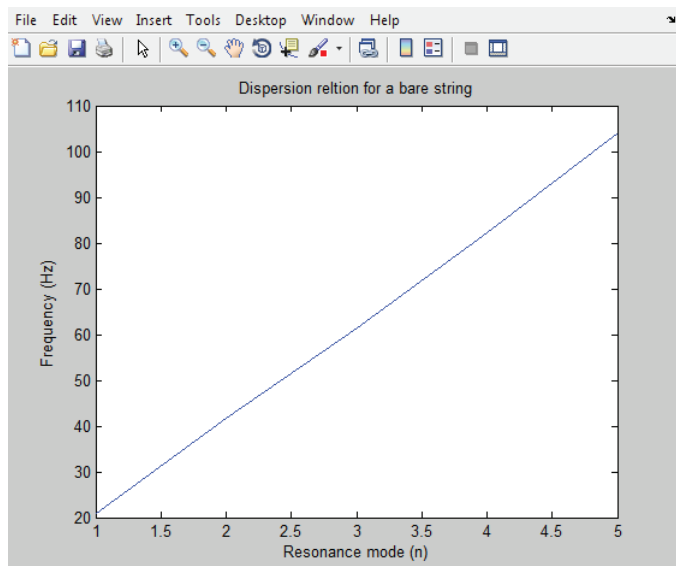 File Edit View Insert Tools Desktop Window Help
Dispersion reltion for a bare string
110
100
90
80
70
60
50
40
30
20
Frequency (Hz)
1 1.5 2 2.5 3 3.5 4 4.5 5
Resonance mode (n)